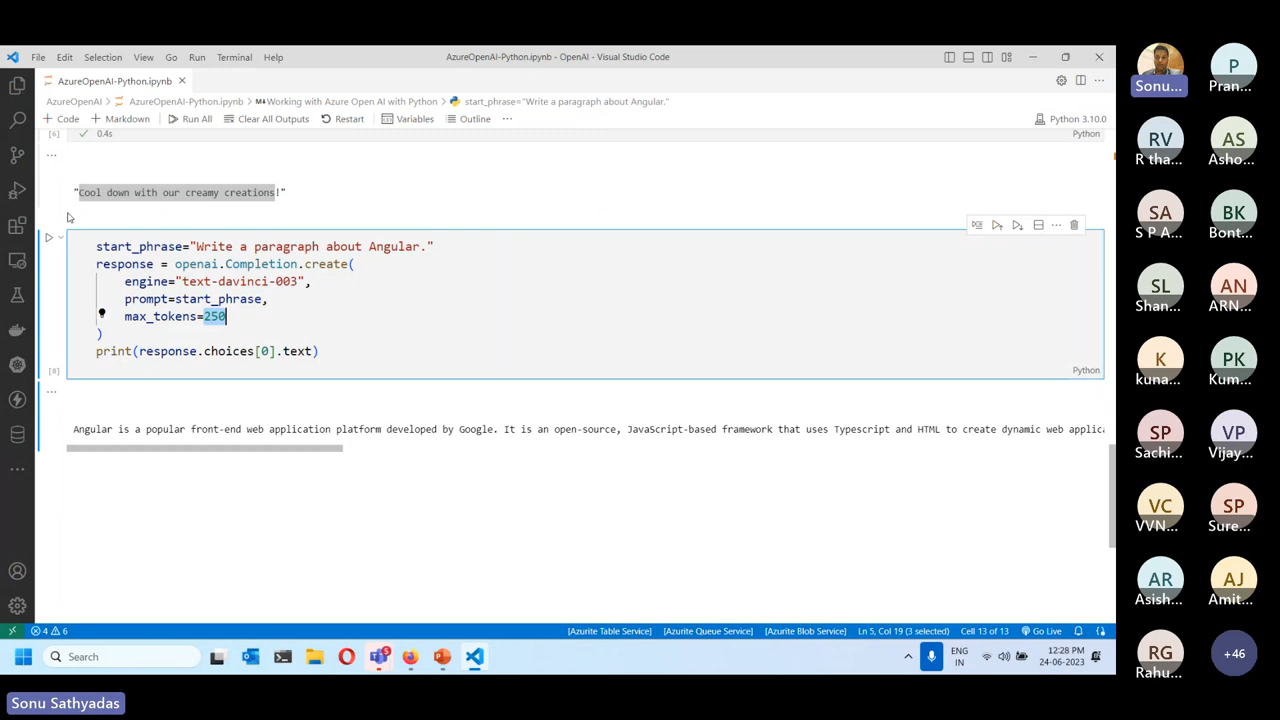 File Edit Selection View Go Run Terminal Help
AzureOpenAI-Python.ipynb - OpenAI - Visual Studio Code
AzureOpenAI-Python.ipynb
AzureOpenAI > AzureOpenAI-Python.ipynb > M↓Working with Azure Open AI with Python > start_phrase="Write a paragraph about Angular."
+ Code + Markdown Run All Clear All Outputs Restart Variables Outline ... Python 3.10.0
[6] 0.4s Python
...
"Cool down with our creamy creations!"
start_phrase="Write a paragraph about Angular."
response = openai.Completion.create(
engine="text-davinci-003",
prompt=start_phrase,
max_tokens=250
)
print(response.choices[0].text)
[8] Python
...
Angular is a popular front-end web application platform developed by Google. It is an open-source, JavaScript-based framework that uses Typescript and HTML to create dynamic web applica
4 6 [Azurite Table Service] [Azurite Queue Service] [Azurite Blob Service] Ln 5, Col 19 (3 selected) Cell 13 of 13 Go Live
Search
5
ENG
IN
12:28 PM
24-06-2023
Sonu Sathyadas
Sonu...
P
Pran...
RV
R tha...
AS
Asho...
SA
S P A...
BK
Bont...
SL
Shan...
AN
ARN...
K
kuna...
PK
Kum...
SP
Sachi...
VP
Vijay...
VC
VVN...
SP
Sure...
AR
Asish...
AJ
Amit...
RG
Rahu...
+46